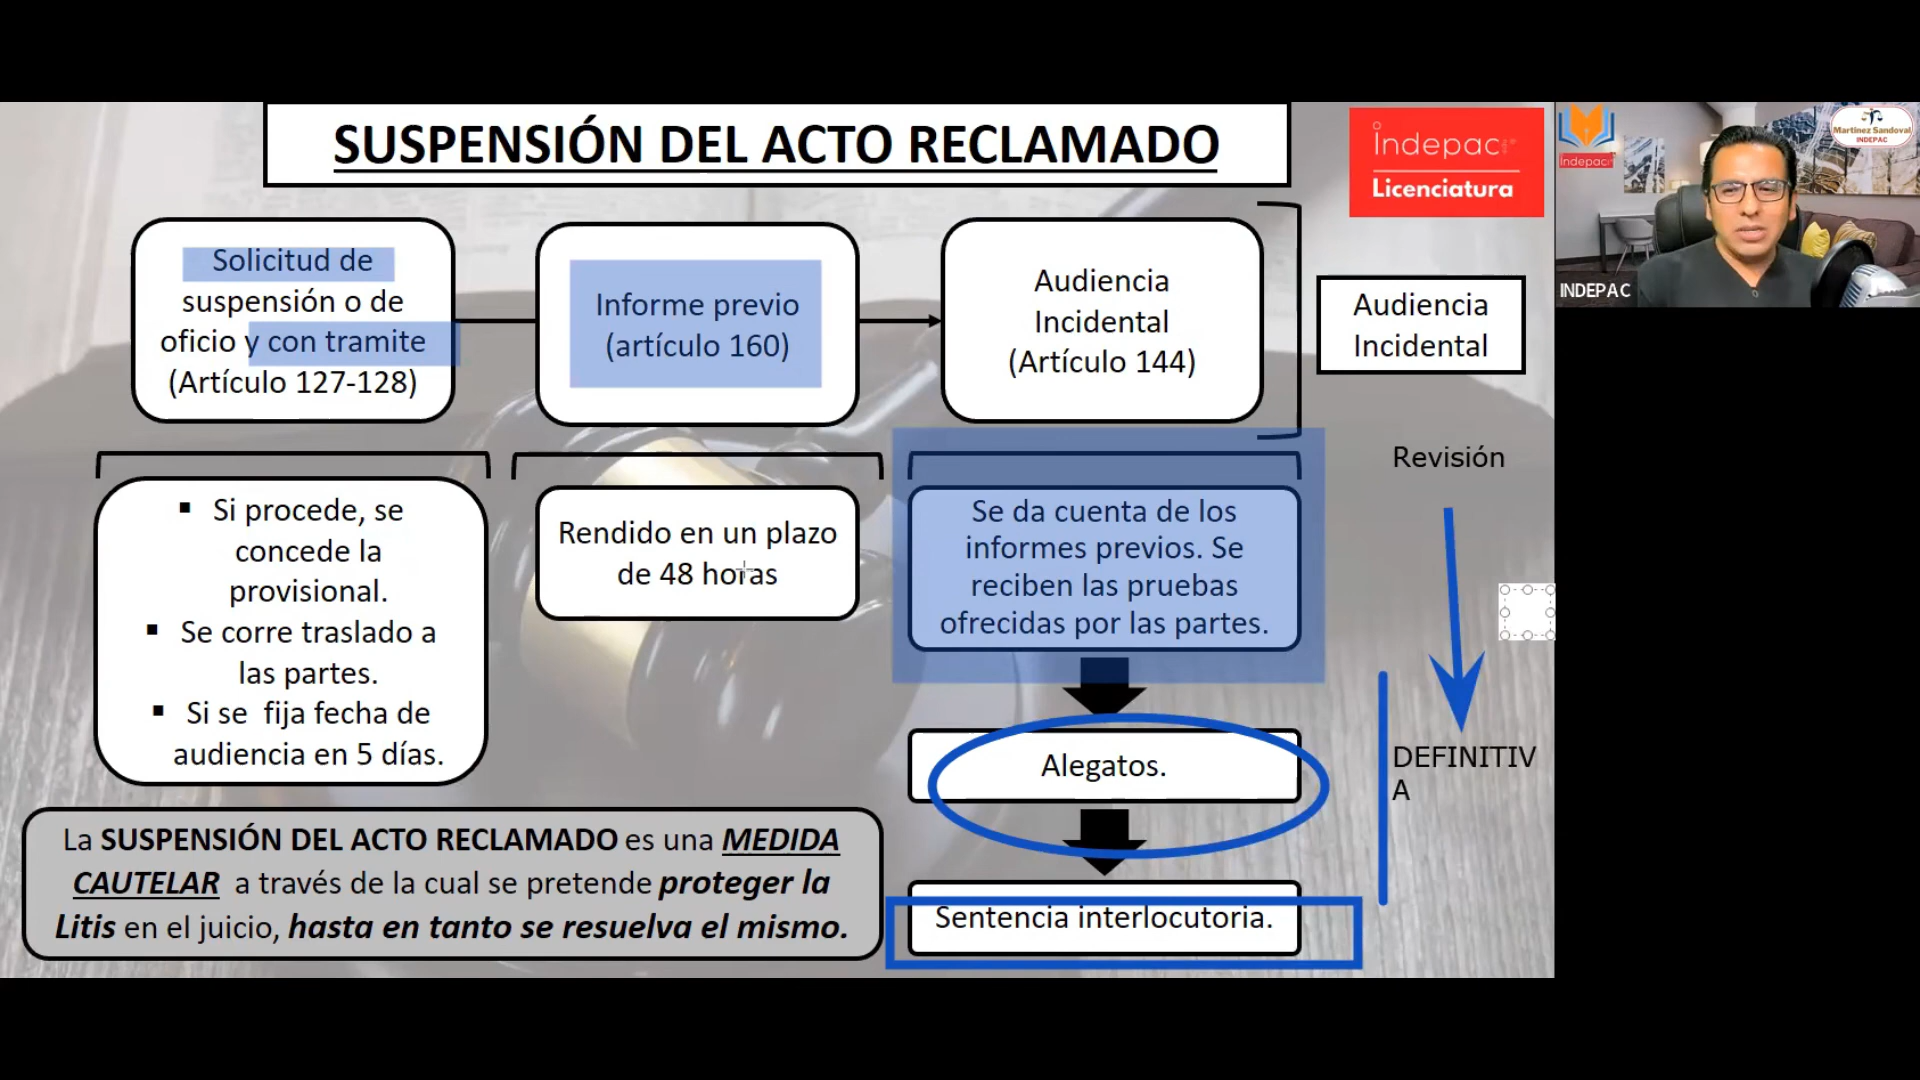 SUSPENSIÓN DEL ACTO RECLAMADO
indepac
Licenciatura
Indepac
Martínez Sandoval
INDEPAC
INDEPAC
Solicitud de
suspensión o de
oficio y con tramite
(Artículo 127-128)
Informe previo
(artículo 160)
Audiencia
Incidental
(Artículo 144)
Audiencia
Incidental
▪ Si procede, se
concede la
provisional.
▪ Se corre traslado a
las partes.
▪ Si se fija fecha de
audiencia en 5 días.
Rendido en un plazo
de 48 horas
Se da cuenta de los
informes previos. Se
reciben las pruebas
ofrecidas por las partes.
Alegatos.
Sentencia interlocutoria.
Revisión
DEFINITIV
A
La SUSPENSIÓN DEL ACTO RECLAMADO es una MEDIDA
CAUTELAR a través de la cual se pretende proteger la
Litis en el juicio, hasta en tanto se resuelva el mismo.